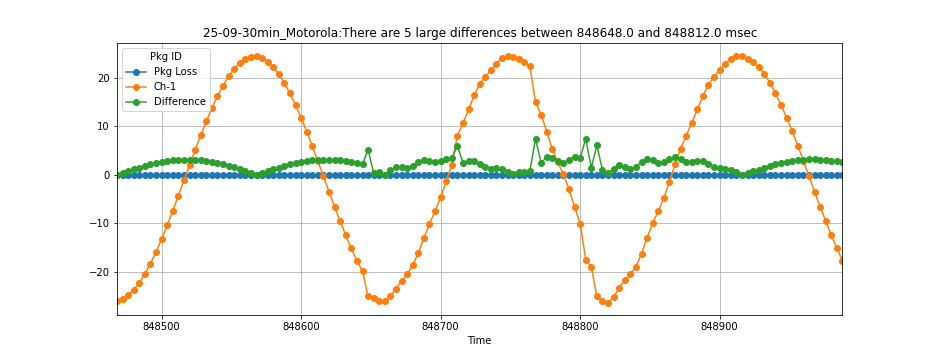 25-09-30min_Motorola:There are 5 large differences between 848648.0 and 848812.0 msec
Pkg ID
Pkg Loss
Ch-1
Difference
20
10
0
−10
−20
848500 848600 848700 848800 848900
Time